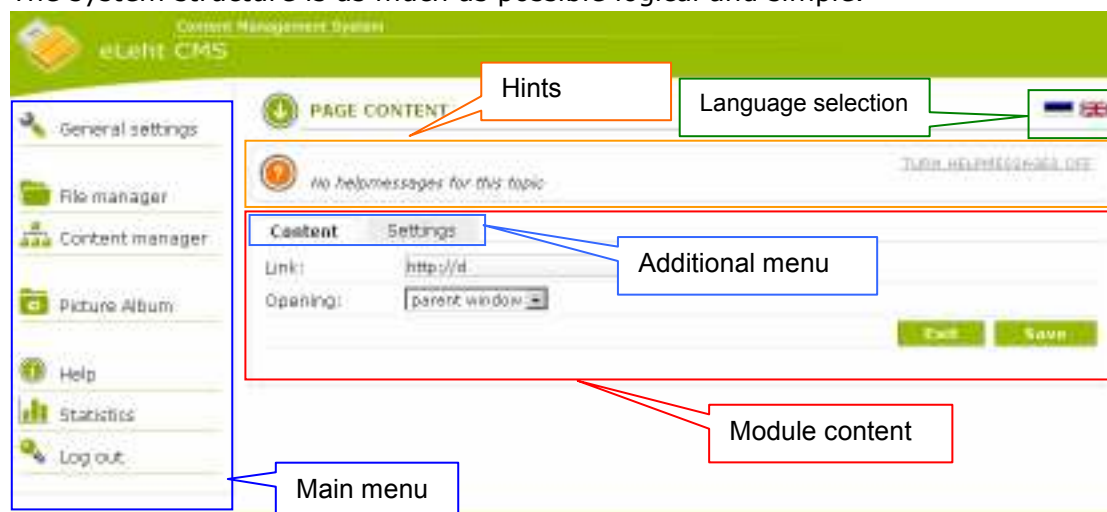 The system structure is as much as possible logical and simple.
Content Management System
eLeht CMS
Hints
Language selection
PAGE CONTENT
General settings
TURN HELPMESSAGES OFF
No helpmessages for this topic
File manager
Content Settings
Content manager
Additional menu
Link: http://d
Opening: parent window
Picture Album
Exit Save
Help
Statistics
Module content
Log out
Main menu